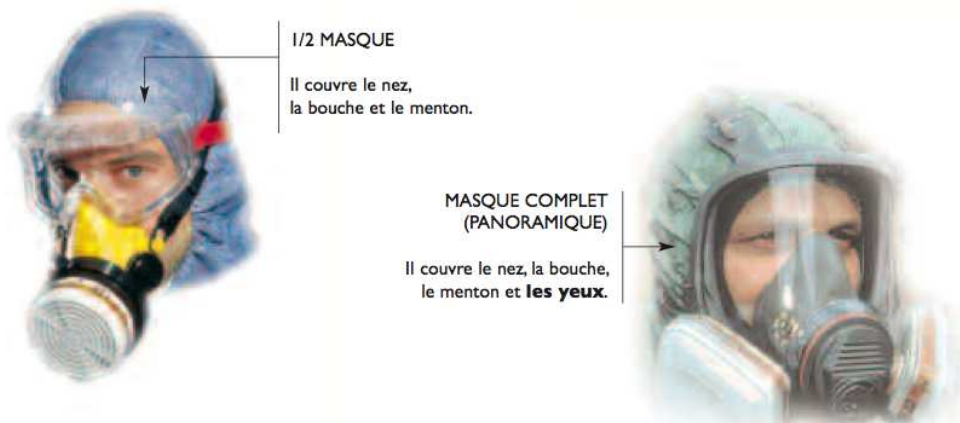 1/2 MASQUE
Il couvre le nez,
la bouche et le menton.
MASQUE COMPLET
(PANORAMIQUE)
Il couvre le nez, la bouche,
le menton et les yeux.